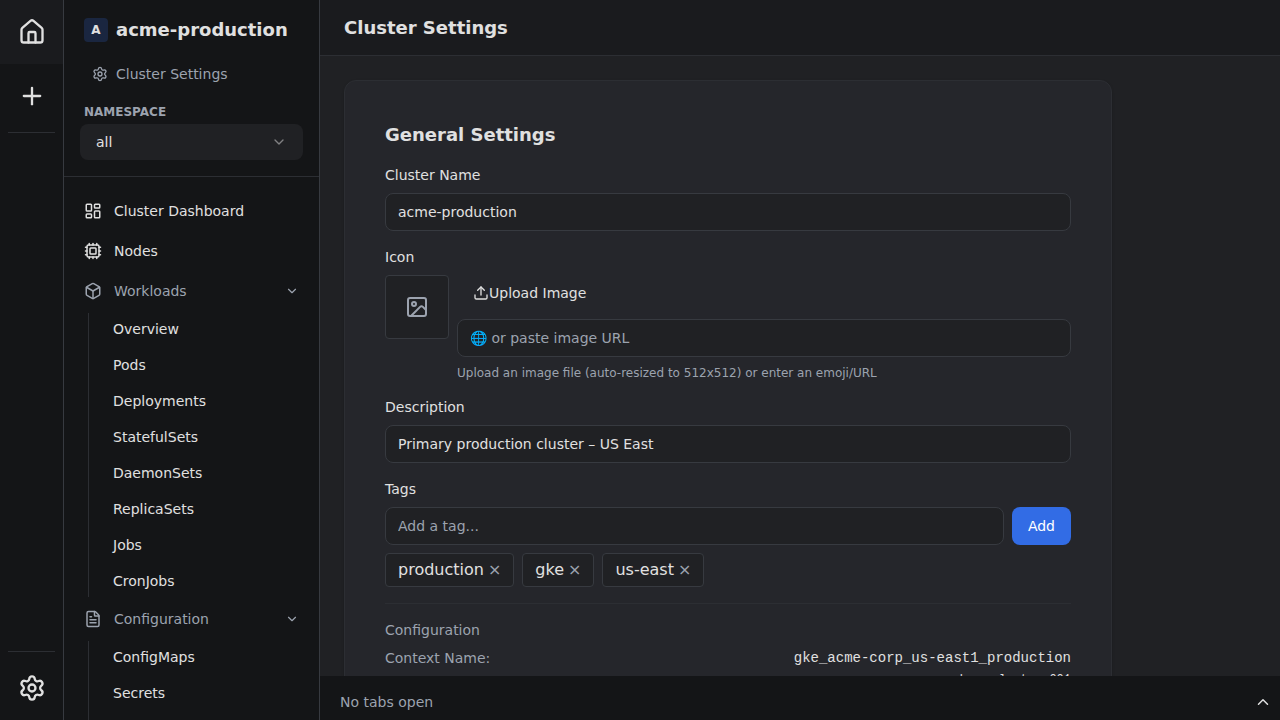 A acme-production
Cluster Settings
NAMESPACE
all
Cluster Dashboard
Nodes
Workloads
Overview
Pods
Deployments
StatefulSets
DaemonSets
ReplicaSets
Jobs
CronJobs
Configuration
ConfigMaps
Secrets
Cluster Settings
General Settings
Cluster Name
acme-production
Icon
Upload Image
🌐 or paste image URL
Upload an image file (auto-resized to 512x512) or enter an emoji/URL
Description
Primary production cluster – US East
Tags
Add a tag...
Add
production × gke × us-east ×
Configuration
Context Name: gke_acme-corp_us-east1_production
No tabs open